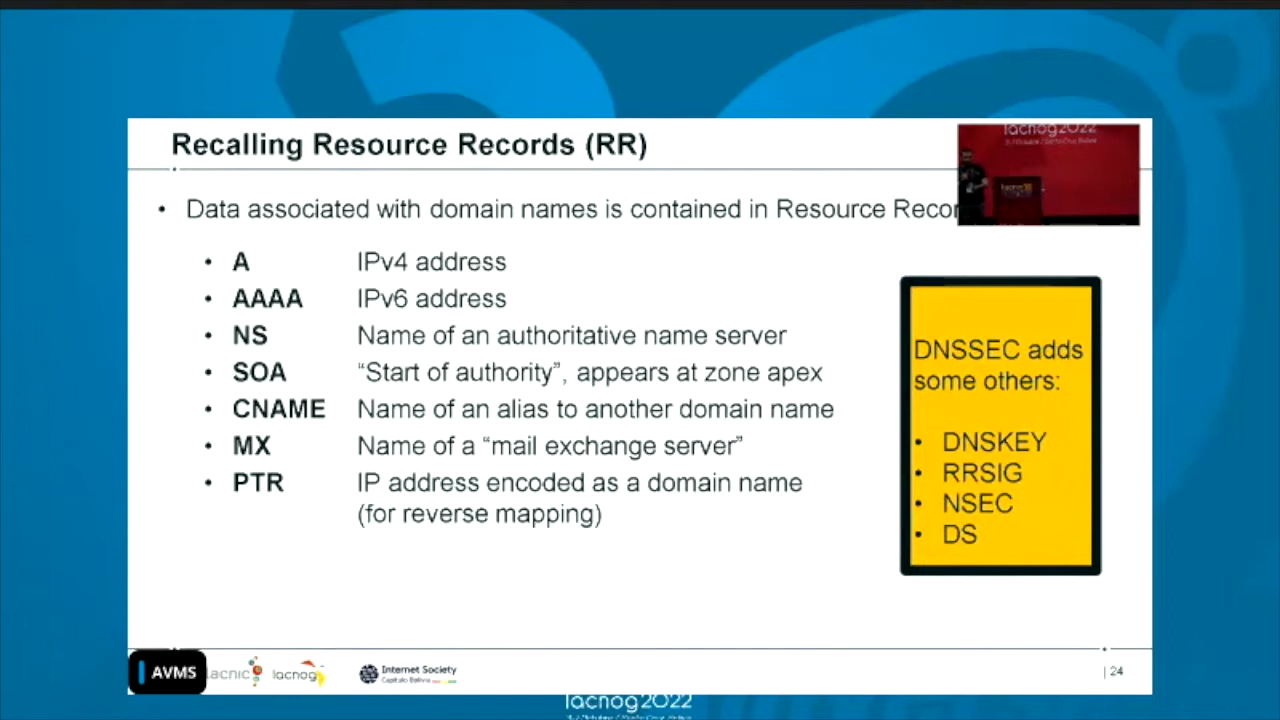 Recalling Resource Records (RR)
lacnog2022
• Data associated with domain names is contained in Resource Recor
• A IPv4 address
• AAAA IPv6 address
• NS Name of an authoritative name server
• SOA “Start of authority”, appears at zone apex
• CNAME Name of an alias to another domain name
• MX Name of a “mail exchange server”
• PTR IP address encoded as a domain name
(for reverse mapping)
DNSSEC adds
some others:
• DNSKEY
• RRSIG
• NSEC
• DS
AVMS
lacnic
lacnog
Internet Society
Capítulo Bolivia
| 24
lacnog2022